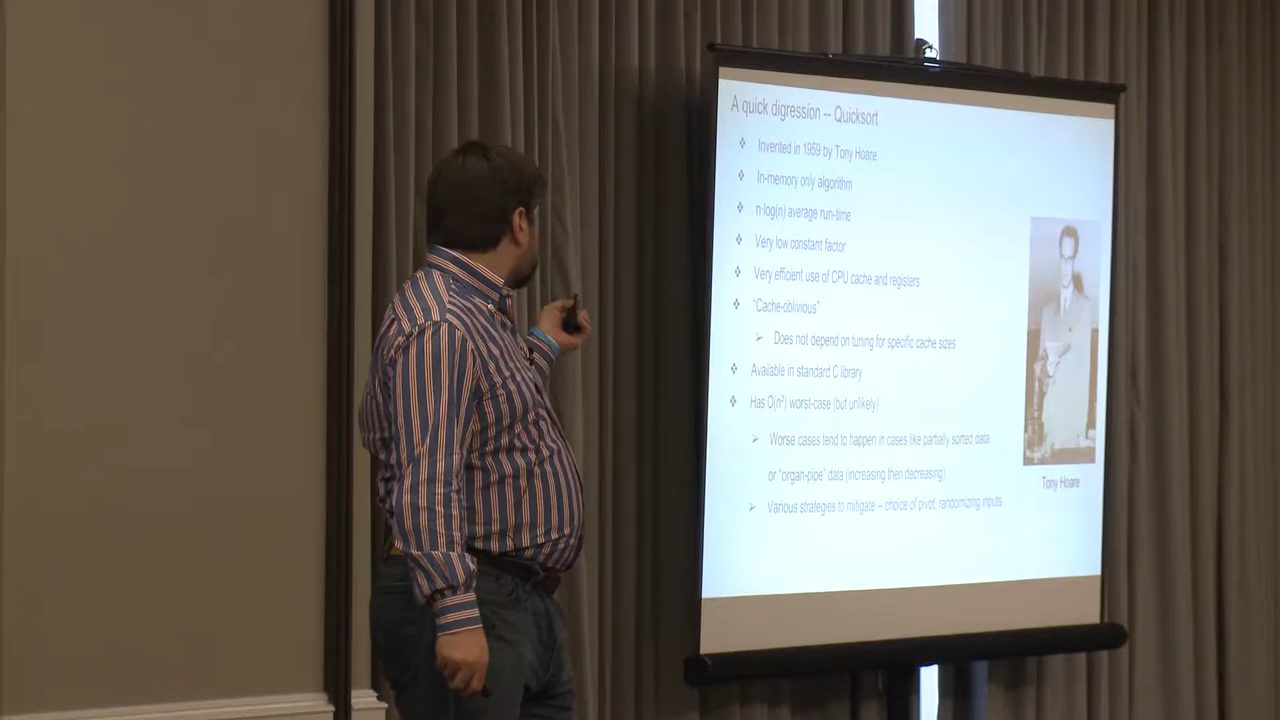 A quick digression -- Quicksort
Invented in 1959 by Tony Hoare
In-memory only algorithm
n·log(n) average run-time
Very low constant factor
Very efficient use of CPU cache and registers
"Cache-oblivious"
Does not depend on tuning for specific cache sizes
Available in standard C library
Has O(n²) worst-case (but unlikely)
Worse cases tend to happen in cases like partially sorted data
or "organ-pipe" data (increasing then decreasing).
Various strategies to mitigate -- choice of pivot, randomizing inputs
Tony Hoare